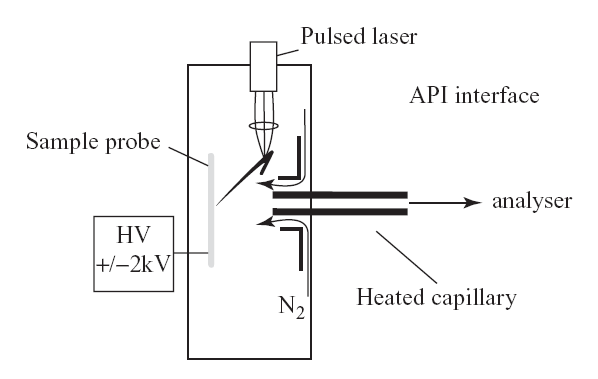 Pulsed laser
API interface
Sample probe
analyser
HV
+/−2kV
N₂
Heated capillary